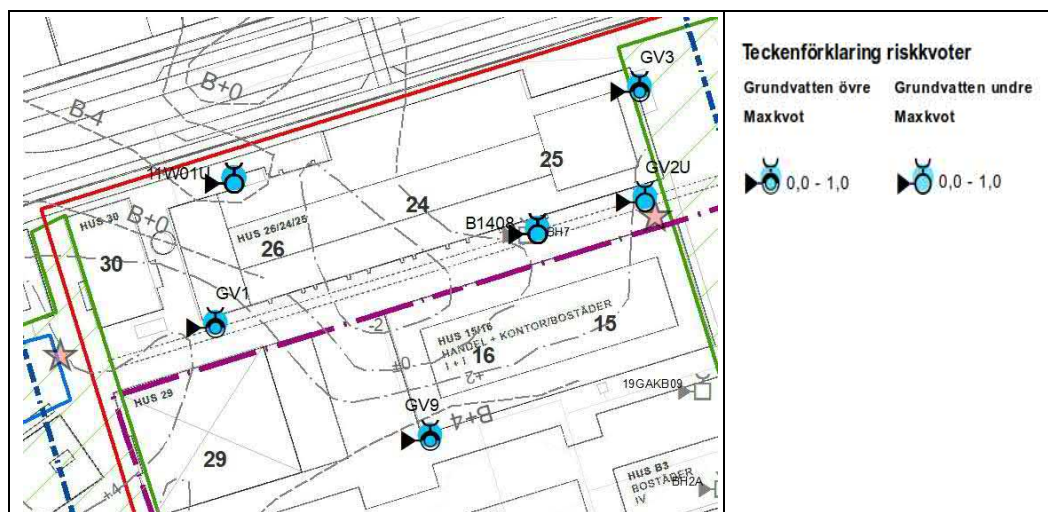 GV3
B+0
B-4
25
11W01U
GV2U
24
B1408
BH7
HUS 30
B+0
HUS 26/24/25
26
30
GV1
-2
HUS 15/16
HANDEL + KONTOR/BOSTÄDER
I + I
15
16
±0
+2
19GAKB09
HUS 29
GV9
B+4
29
HUS B3
BOSTÄDER
IV
BH2A
+4
Teckenförklaring riskkvoter
Grundvatten övre Grundvatten undre
Maxkvot Maxkvot
0,0 - 1,0 0,0 - 1,0